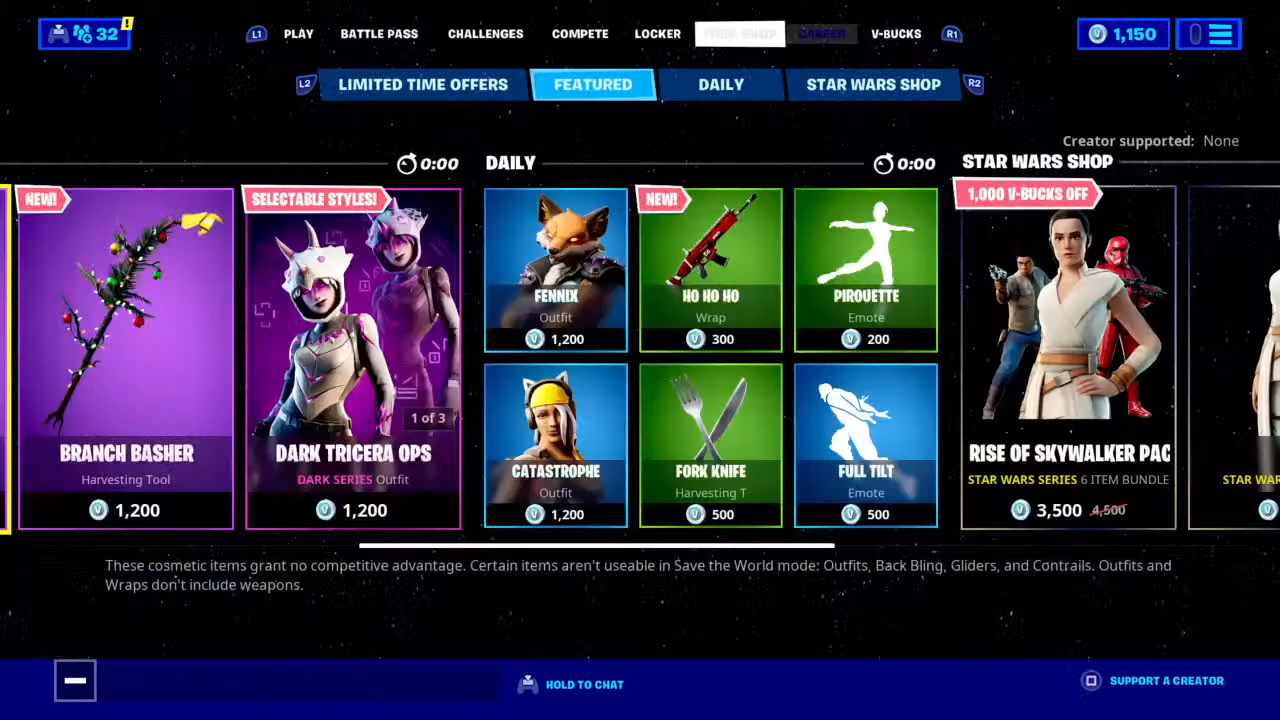 32 !
L1 PLAY BATTLE PASS CHALLENGES COMPETE LOCKER ITEM SHOP CAREER V-BUCKS R1
1,150
L2 LIMITED TIME OFFERS FEATURED DAILY STAR WARS SHOP R2
Creator supported: None
0:00
DAILY
0:00
STAR WARS SHOP
NEW!
BRANCH BASHER
Harvesting Tool
1,200
SELECTABLE STYLES!
1 of 3
DARK TRICERA OPS
DARK SERIES Outfit
1,200
FENNIX
Outfit
1,200
NEW!
HO HO HO
Wrap
300
PIROUETTE
Emote
200
CATASTROPHE
Outfit
1,200
FORK KNIFE
Harvesting T
500
FULL TILT
Emote
500
1,000 V-BUCKS OFF
RISE OF SKYWALKER PAC
STAR WARS SERIES 6 ITEM BUNDLE
3,500 4,500
STAR WAR
These cosmetic items grant no competitive advantage. Certain items aren't useable in Save the World mode: Outfits, Back Bling, Gliders, and Contrails. Outfits and
Wraps don't include weapons.
HOLD TO CHAT
SUPPORT A CREATOR